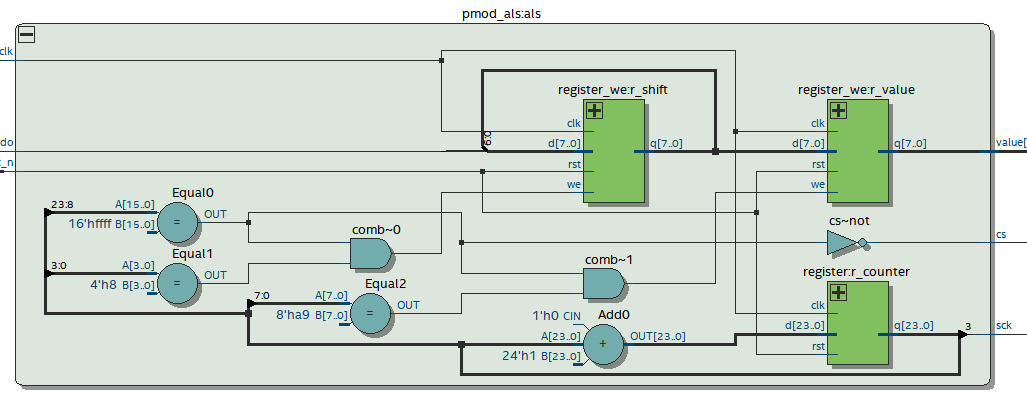 pmod_als:als
clk
do
t_n
6:0
register_we:r_shift
clk
d[7..0]
q[7..0]
rst
we
register_we:r_value
clk
d[7..0]
q[7..0]
rst
we
value[
23:8
Equal0
A[15..0]
OUT
16'hffff B[15..0]
=
comb~0
cs~not
cs
3:0
Equal1
A[3..0]
OUT
4'h8 B[3..0]
=
comb~1
7:0
Equal2
A[7..0]
OUT
8'ha9 B[7..0]
=
Add0
1'h0 CIN
A[23..0]
OUT[23..0]
24'h1 B[23..0]
+
register:r_counter
clk
d[23..0]
q[23..0]
rst
3
sck